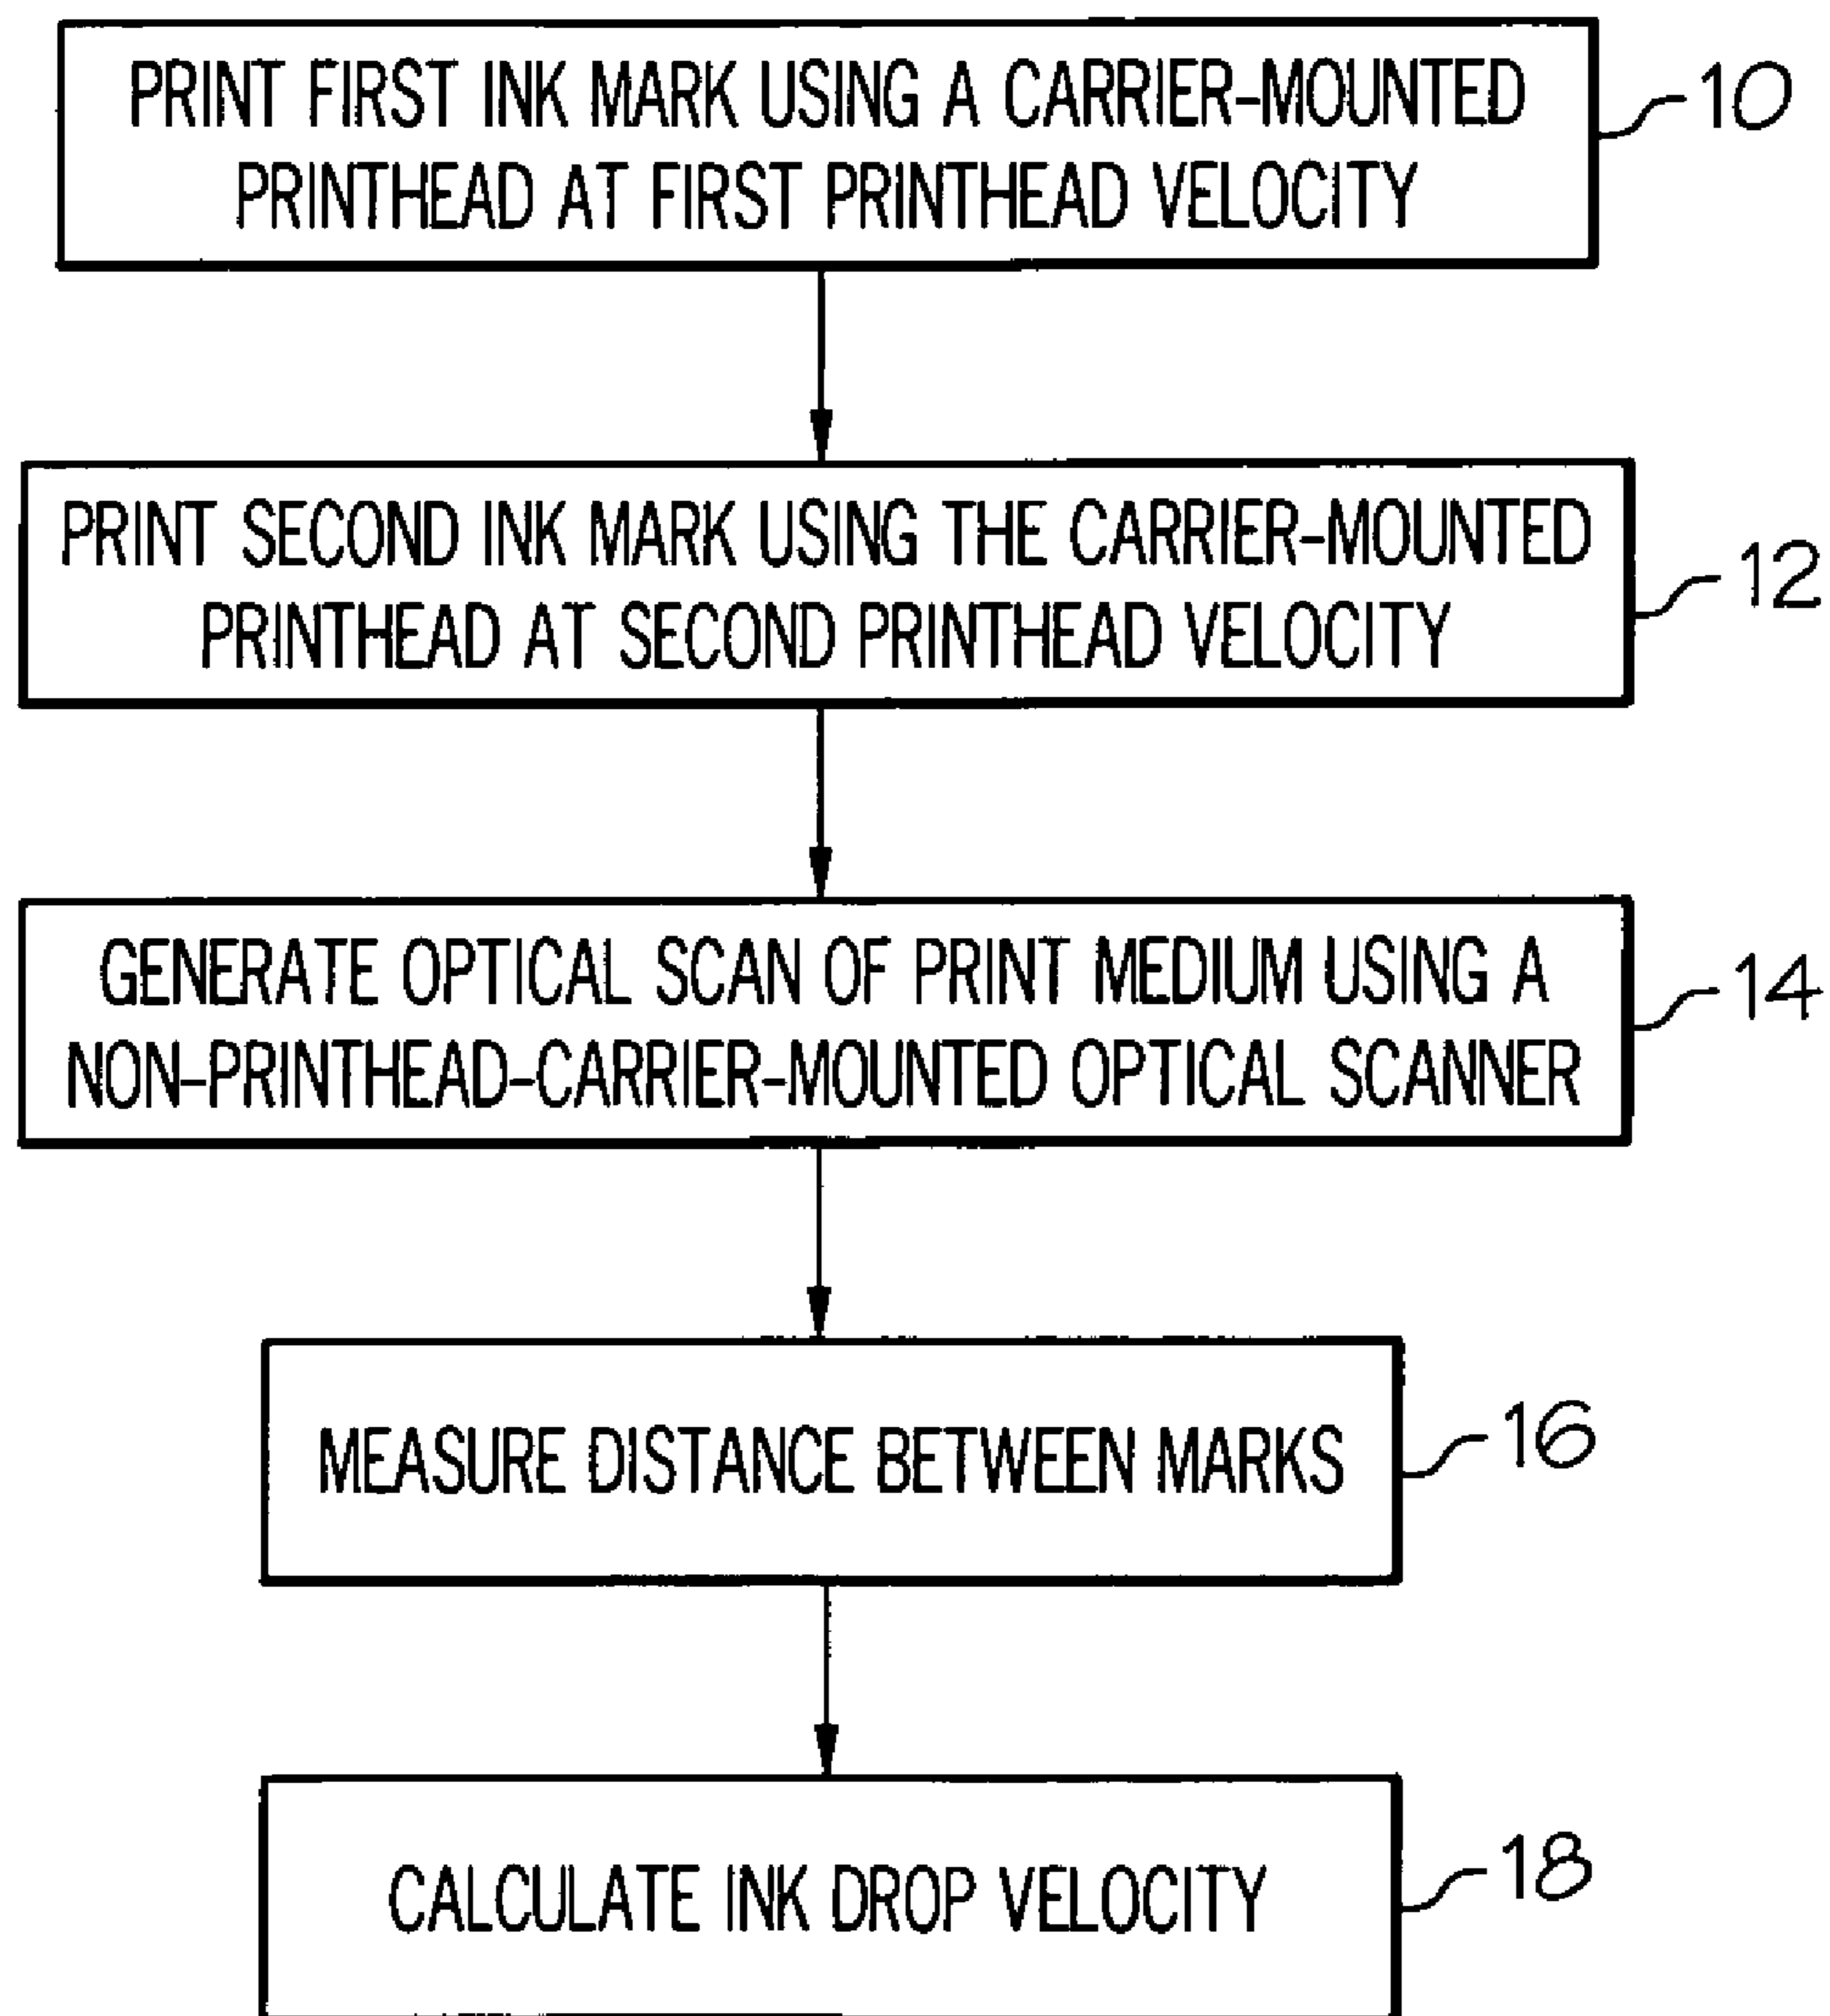 PRINT FIRST INK MARK USING A CARRIER-MOUNTED
PRINTHEAD AT FIRST PRINTHEAD VELOCITY
10
PRINT SECOND INK MARK USING THE CARRIER-MOUNTED
PRINTHEAD AT SECOND PRINTHEAD VELOCITY
12
GENERATE OPTICAL SCAN OF PRINT MEDIUM USING A
NON-PRINTHEAD-CARRIER-MOUNTED OPTICAL SCANNER
14
MEASURE DISTANCE BETWEEN MARKS
16
CALCULATE INK DROP VELOCITY
18